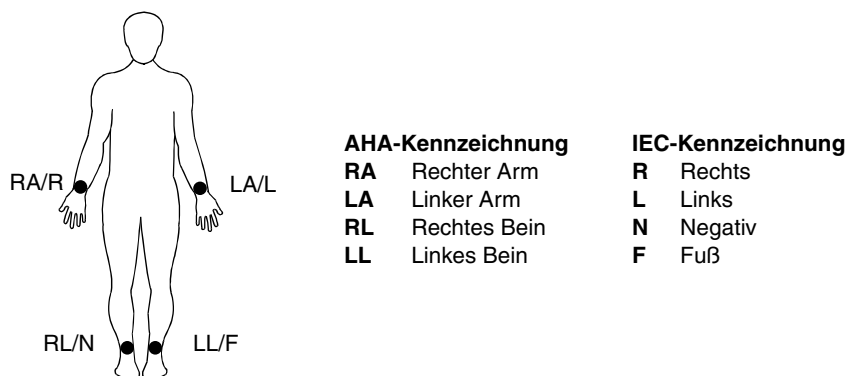 RA/R
LA/L
RL/N
LL/F
AHA-Kennzeichnung
RA Rechter Arm
LA Linker Arm
RL Rechtes Bein
LL Linkes Bein
IEC-Kennzeichnung
R Rechts
L Links
N Negativ
F Fuß